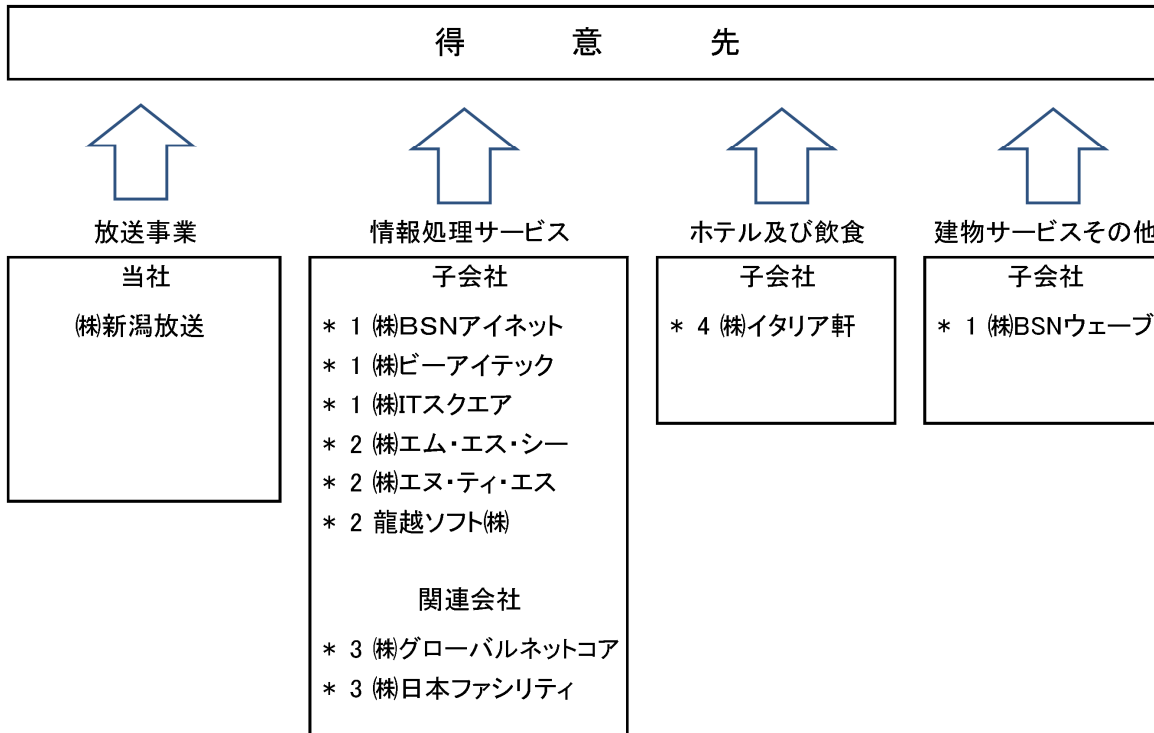 得 意 先
放送事業
当社
㈱新潟放送
情報処理サービス
子会社
* 1 ㈱BSNアイネット
* 1 ㈱ビーアイテック
* 1 ㈱ITスクエア
* 2 ㈱エム・エス・シー
* 2 ㈱エヌ・ティ・エス
* 2 龍越ソフト㈱
関連会社
* 3 ㈱グローバルネットコア
* 3 ㈱日本ファシリティ
ホテル及び飲食
子会社
* 4 ㈱イタリア軒
建物サービスその他
子会社
* 1 ㈱BSNウェーブ